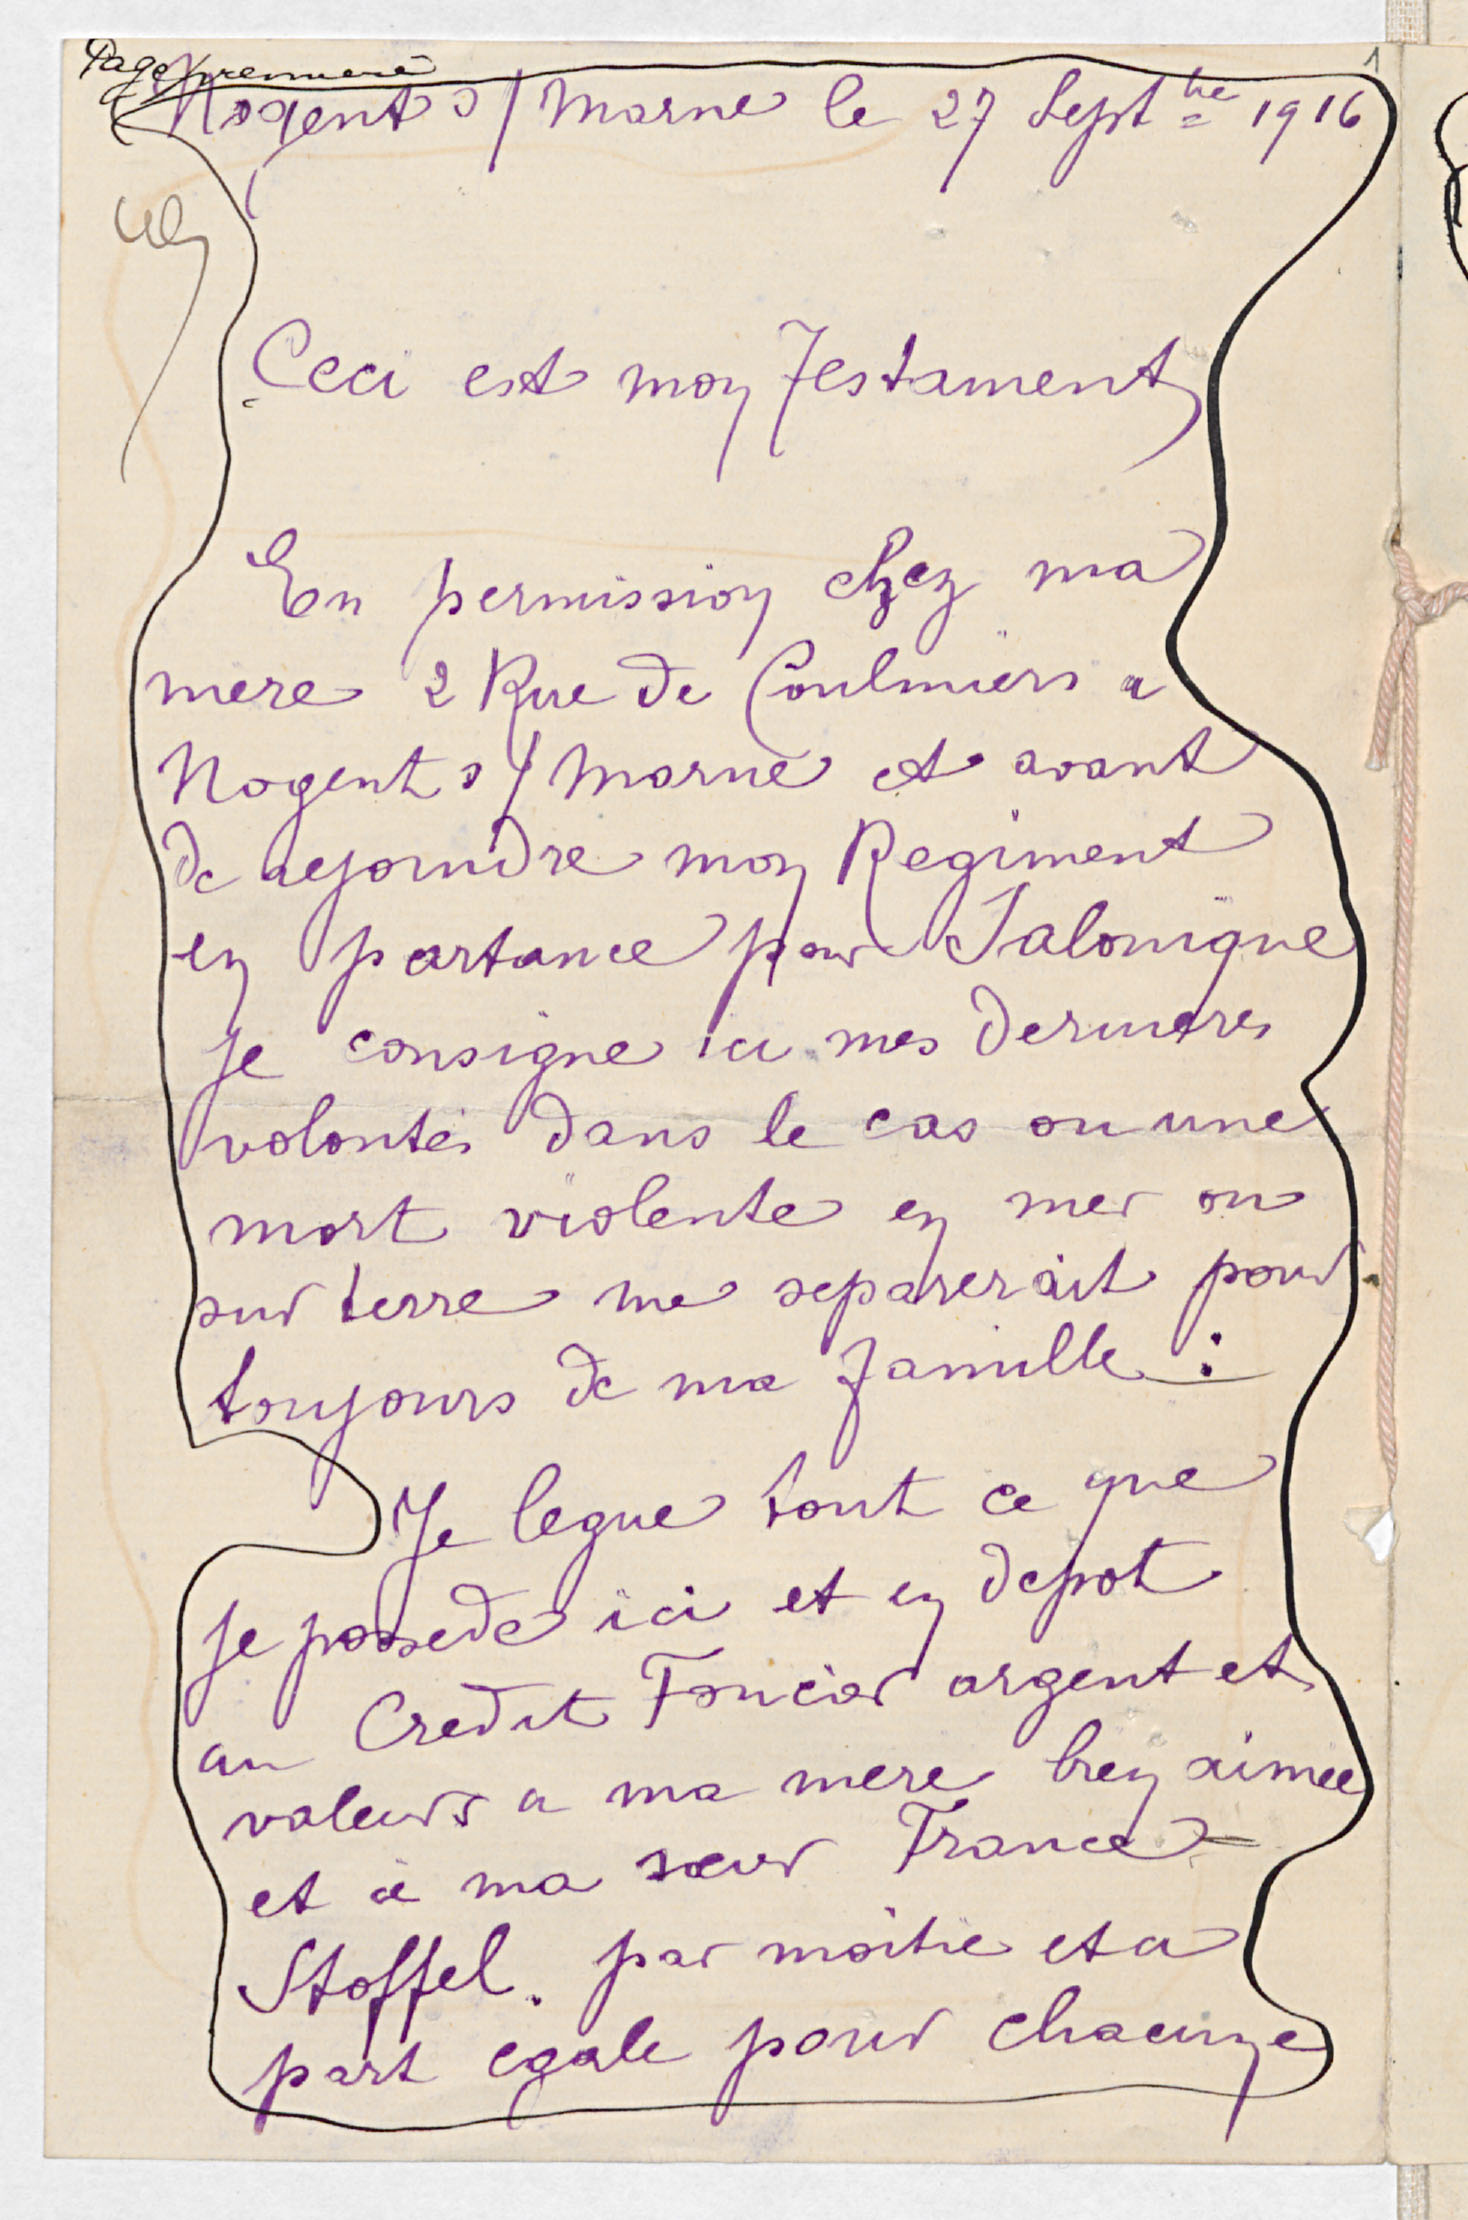 Page première
1
Nogent s/ Marne le 27 Septbre 1916
Ceci est mon Testament
En permission chez ma
mere 2 Rue de Coulmiers a
Nogent s/ Marne et avant
de rejoindre mon Regiment
en partance pour Salonique
je consigne ici mes dernieres
volontés dans le cas ou une
mort violente en mer ou
sur terre me separerait pour
toujours de ma famille :
Je legue tout ce que
je possede ici et en depot
au Credit Foncier argent et
valeurs a ma mere bien aimée
et à ma sœur France
Stoffel. par moitié et a
part egale pour chacune